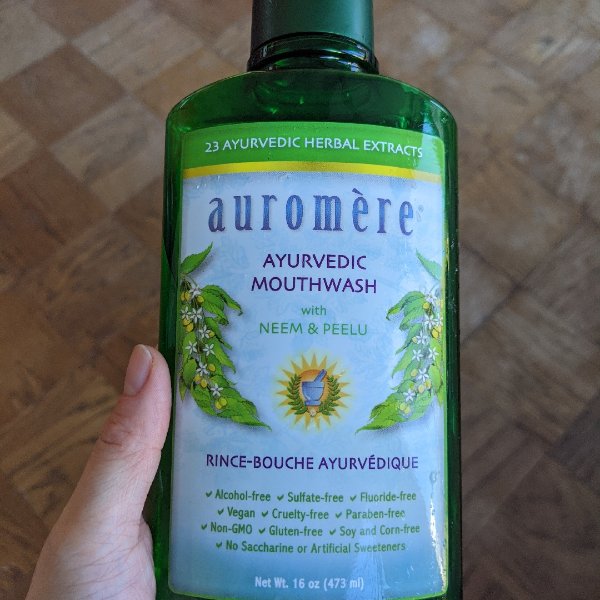 23 AYURVEDIC HERBAL EXTRACTS
auromère®
AYURVEDIC
MOUTHWASH
with
NEEM & PEELU
RINCE-BOUCHE AYURVÉDIQUE
✓ Alcohol-free ✓ Sulfate-free ✓ Fluoride-free
✓ Vegan ✓ Cruelty-free ✓ Paraben-free
✓ Non-GMO ✓ Gluten-free ✓ Soy and Corn-free
✓ No Saccharine or Artificial Sweeteners
Net Wt. 16 oz (473 ml)